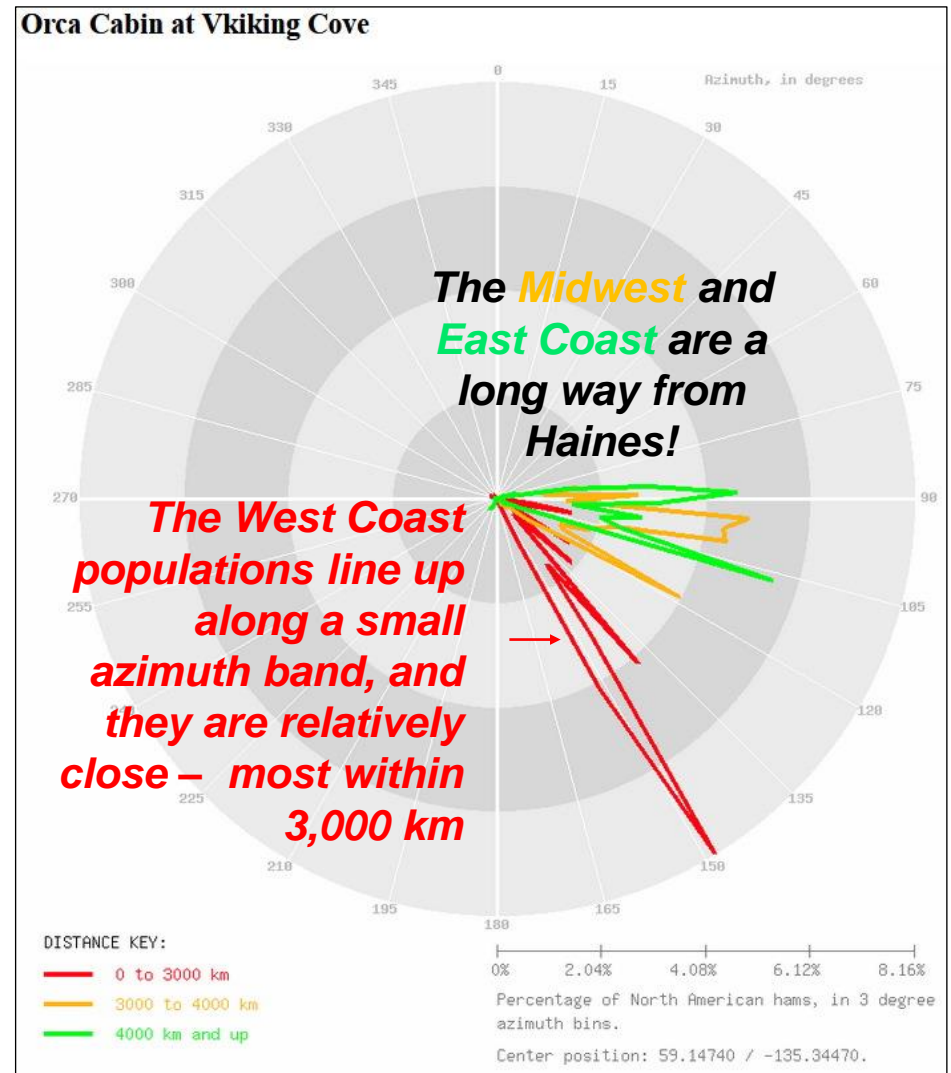 Orca Cabin at Vkiking Cove
0
Azimuth, in degrees
345
15
330
30
315
45
The Midwest and
East Coast are a
long way from
Haines!
300
60
285
75
270
90
The West Coast
populations line up
along a small
azimuth band, and
they are relatively
close – most within
3,000 km
255
105
240
120
225
135
210
150
195
165
180
DISTANCE KEY:
0 to 3000 km
3000 to 4000 km
4000 km and up
0% 2.04% 4.08% 6.12% 8.16%
Percentage of North American hams, in 3 degree
azimuth bins.
Center position: 59.14740 / -135.34470.